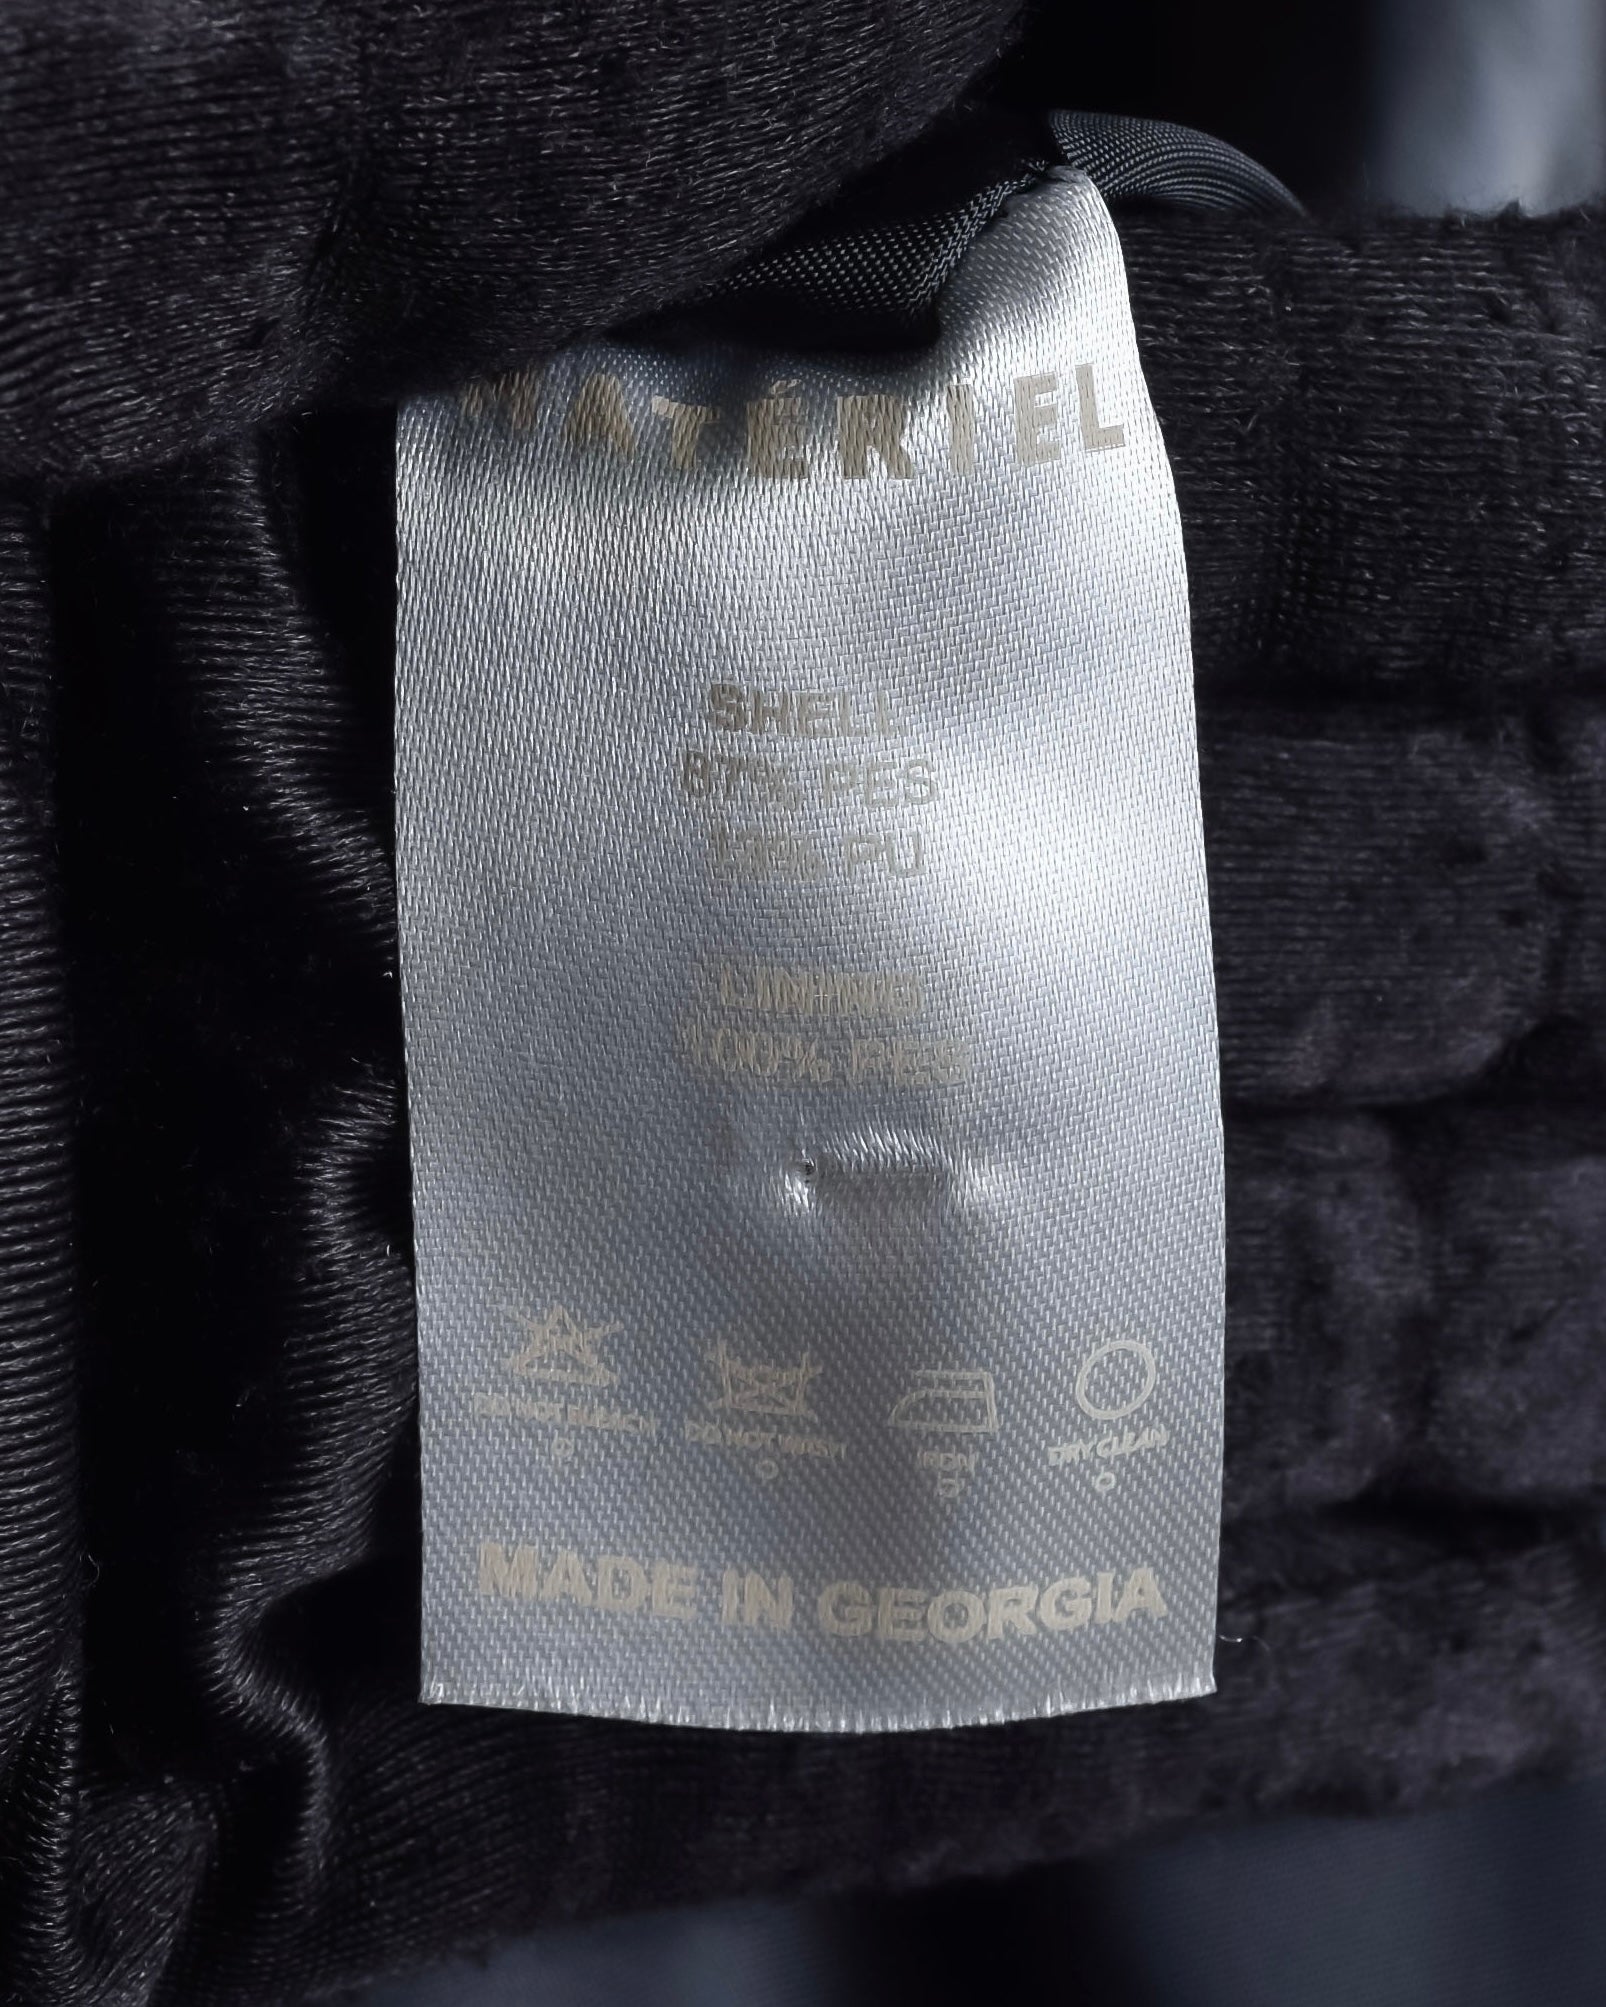 MATÉRIEL
SHELL
87% PES
13% PU
LINING
100% PES
DO NOT BLEACH
DO NOT WASH
IRON
DRY CLEAN
MADE IN GEORGIA